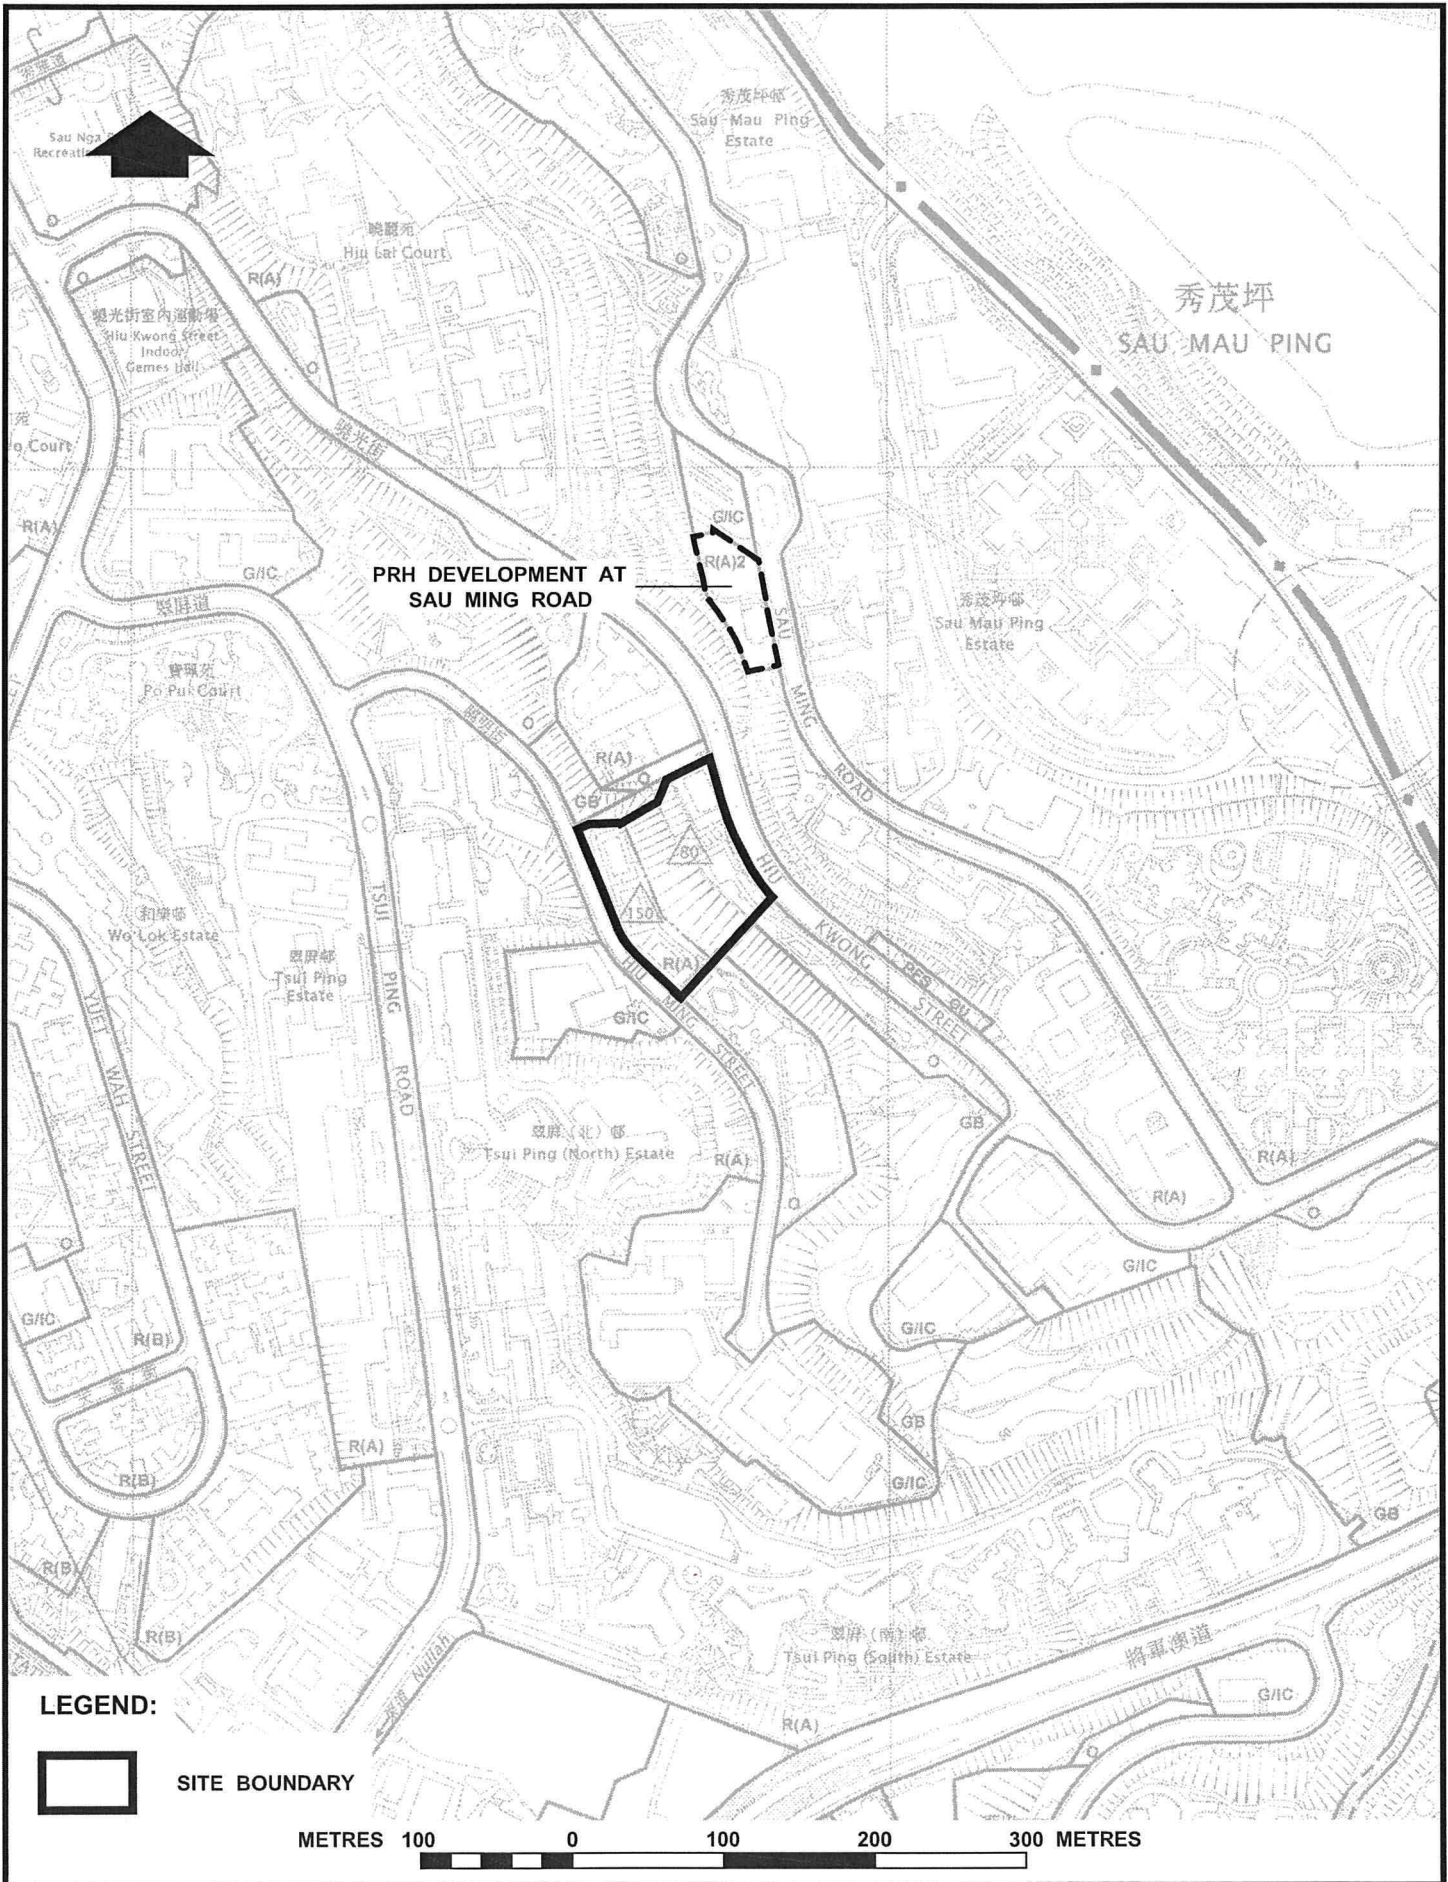 秀茂坪邨
Sau Mau Ping
Estate
Sau Nga
曉麗苑
Hiu Lai Court
R(A)
秀茂坪
SAU MAU PING
曉光街室內運動場
Hiu Kwong Street
Indoor
Games Hall
苑
Court
曉光街
R(A)
G/IC
R(A)2
G/IC
PRH DEVELOPMENT AT
SAU MING ROAD
翠屏道
秀茂坪邨
Sau Mau Ping
Estate
寶珮苑
Po Pui Court
曉明街
SAU MING ROAD
R(A)
GB
80
150
R(A)
HIU KWONG STREET
和樂邨
Wo Lok Estate
翠屏邨
Tsui Ping
Estate
TSUI PING ROAD
RES BU
HIU MING STREET
G/IC
YUET WAH STREET
翠屏(北)邨
Tsui Ping (North) Estate
R(A)
GB
R(A)
R(A)
G/IC
G/IC
G/IC
R(B)
R(A)
R(B)
GB
G/IC
GB
R(B)
R(B)
翠屏(南)邨
Tsui Ping (South) Estate
將軍澳道
Nullah
R(A)
G/IC
LEGEND:
SITE BOUNDARY
METRES 100 0 100 200 300 METRES